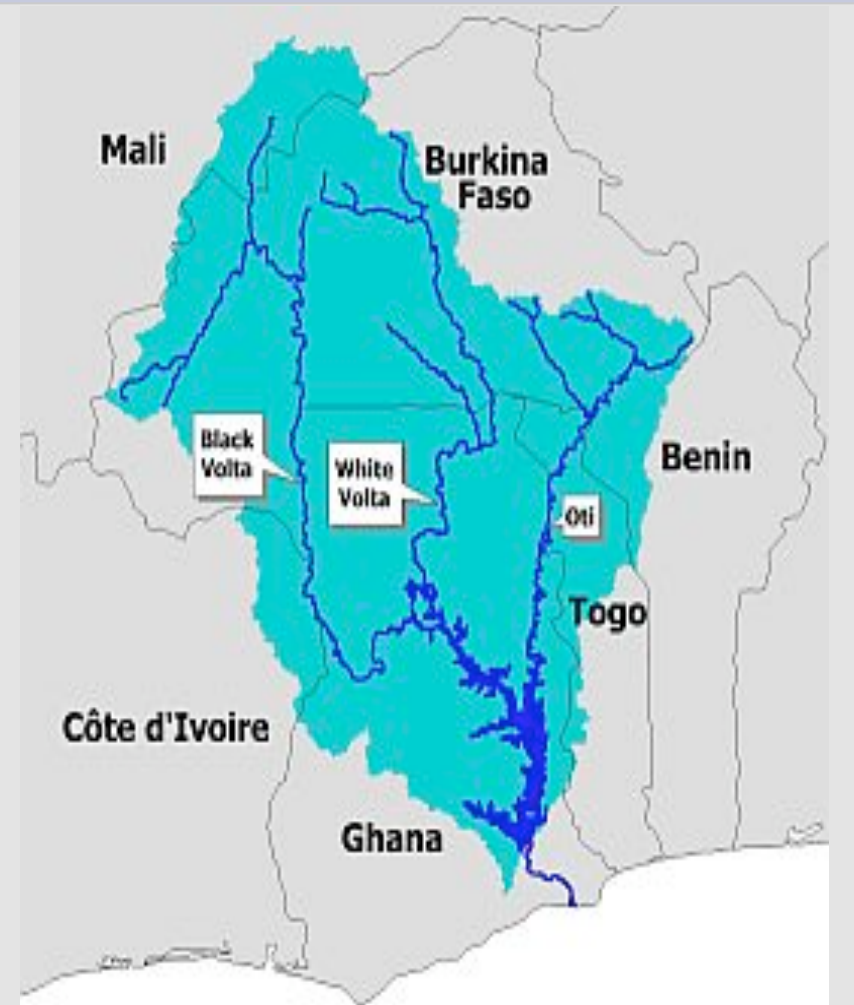 Mali
Burkina
Faso
Black
Volta
White
Volta
Benin
Oti
Togo
Côte d'Ivoire
Ghana